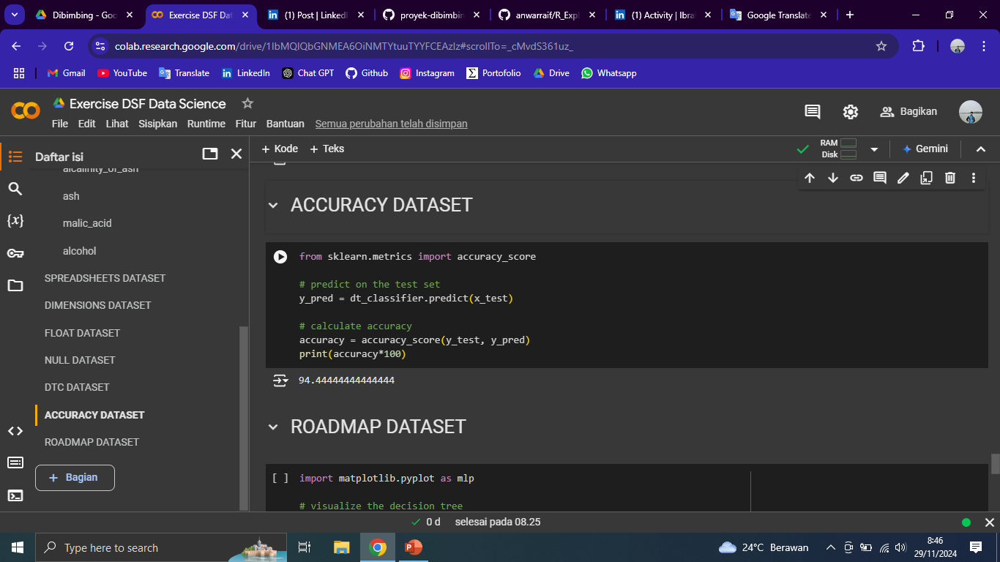 Dibimbing - Goo
Exercise DSF Dat
(1) Post | LinkedI
proyek-dibimbin
anwarraif/R_Expl
(1) Activity | Ibra
Google Translate
colab.research.google.com/drive/1IbMQIQbGNMEA6OiNMTYtuuTYYFCEAzIz#scrollTo=_cMvdS361uz_
Gmail
YouTube
Translate
LinkedIn
Chat GPT
Github
Instagram
Portofolio
Drive
Whatsapp
Exercise DSF Data Science
File Edit Lihat Sisipkan Runtime Fitur Bantuan Semua perubahan telah disimpan
Bagikan
Daftar isi
+ Kode + Teks
RAM
Disk
Gemini
alcalinity_of_ash
ash
malic_acid
alcohol
SPREADSHEETS DATASET
DIMENSIONS DATASET
FLOAT DATASET
NULL DATASET
DTC DATASET
ACCURACY DATASET
ROADMAP DATASET
+ Bagian
ACCURACY DATASET
from sklearn.metrics import accuracy_score
# predict on the test set
y_pred = dt_classifier.predict(x_test)
# calculate accuracy
accuracy = accuracy_score(y_test, y_pred)
print(accuracy*100)
94.44444444444444
ROADMAP DATASET
[ ] import matplotlib.pyplot as mlp
# visualize the decision tree
0 d selesai pada 08.25
Type here to search
24°C Berawan
8:46
29/11/2024